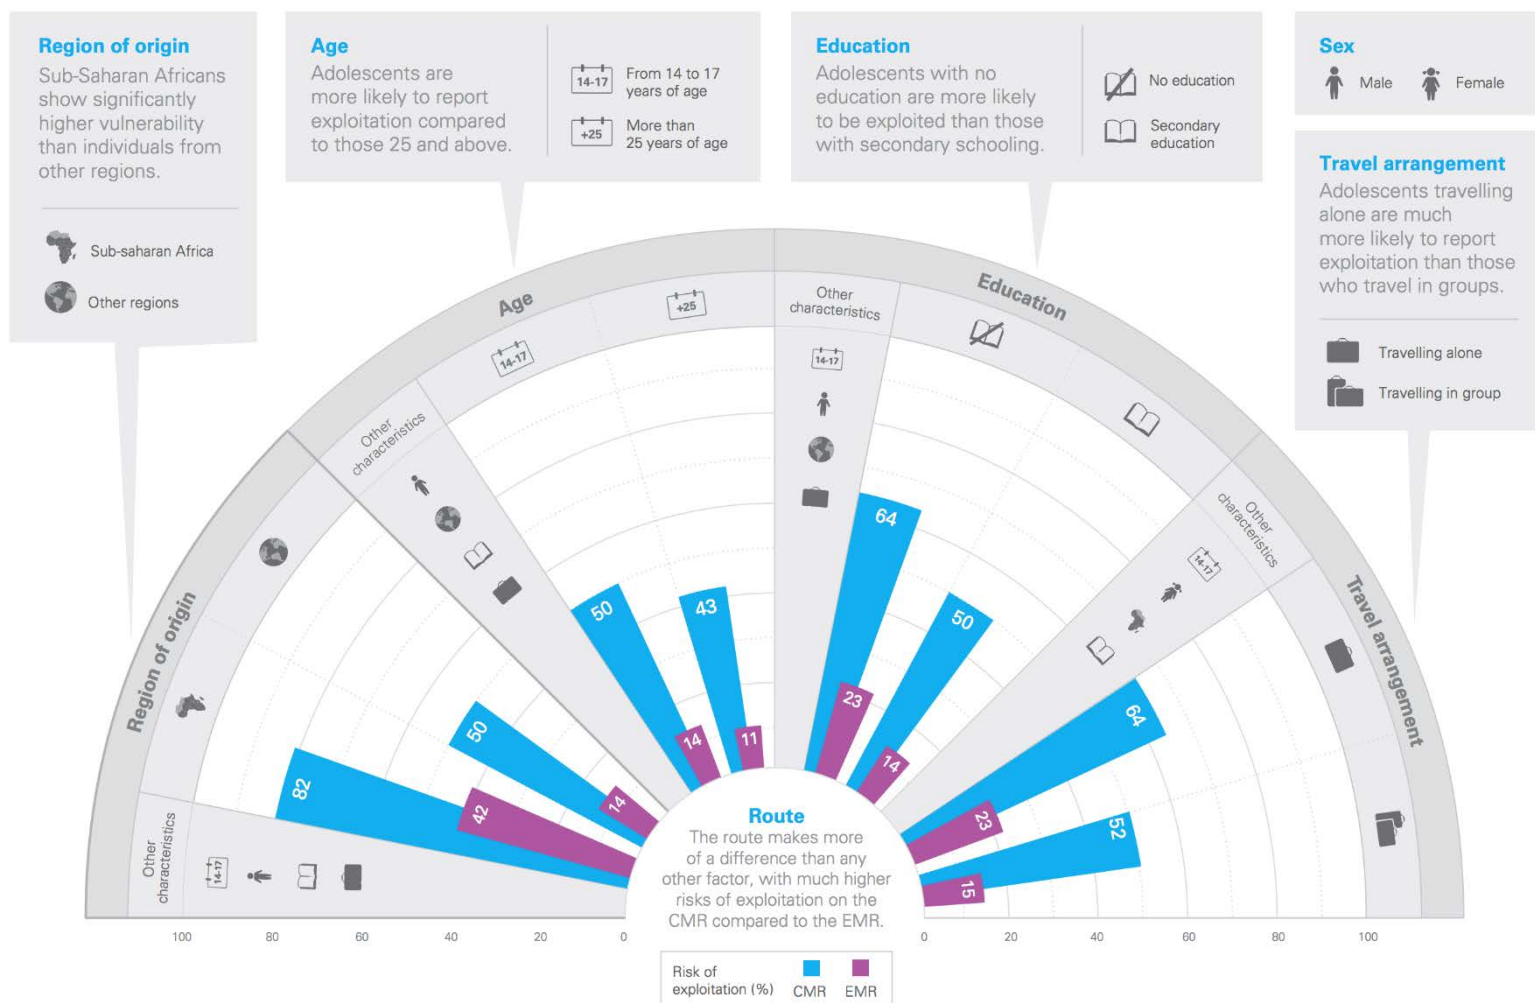 Region of origin
Sub-Saharan Africans
show significantly
higher vulnerability
than individuals from
other regions.
Sub-saharan Africa
Other regions
Age
Adolescents are
more likely to report
exploitation compared
to those 25 and above.
14-17
From 14 to 17
years of age
+25
More than
25 years of age
Education
Adolescents with no
education are more likely
to be exploited than those
with secondary schooling.
No education
Secondary
education
Sex
Male
Female
Travel arrangement
Adolescents travelling
alone are much
more likely to report
exploitation than those
who travel in groups.
Travelling alone
Travelling in group
Region of origin
Other
characteristics
14-17
82
42
50
14
Age
Other
characteristics
14-17
+25
50
14
43
11
Education
Other
characteristics
14-17
64
23
50
14
Travel arrangement
Other
characteristics
14-17
64
23
52
15
Route
The route makes more
of a difference than any
other factor, with much higher
risks of exploitation on the
CMR compared to the EMR.
100 80 60 40 20 0
0 20 40 60 80 100
Risk of
exploitation (%)
CMR
EMR